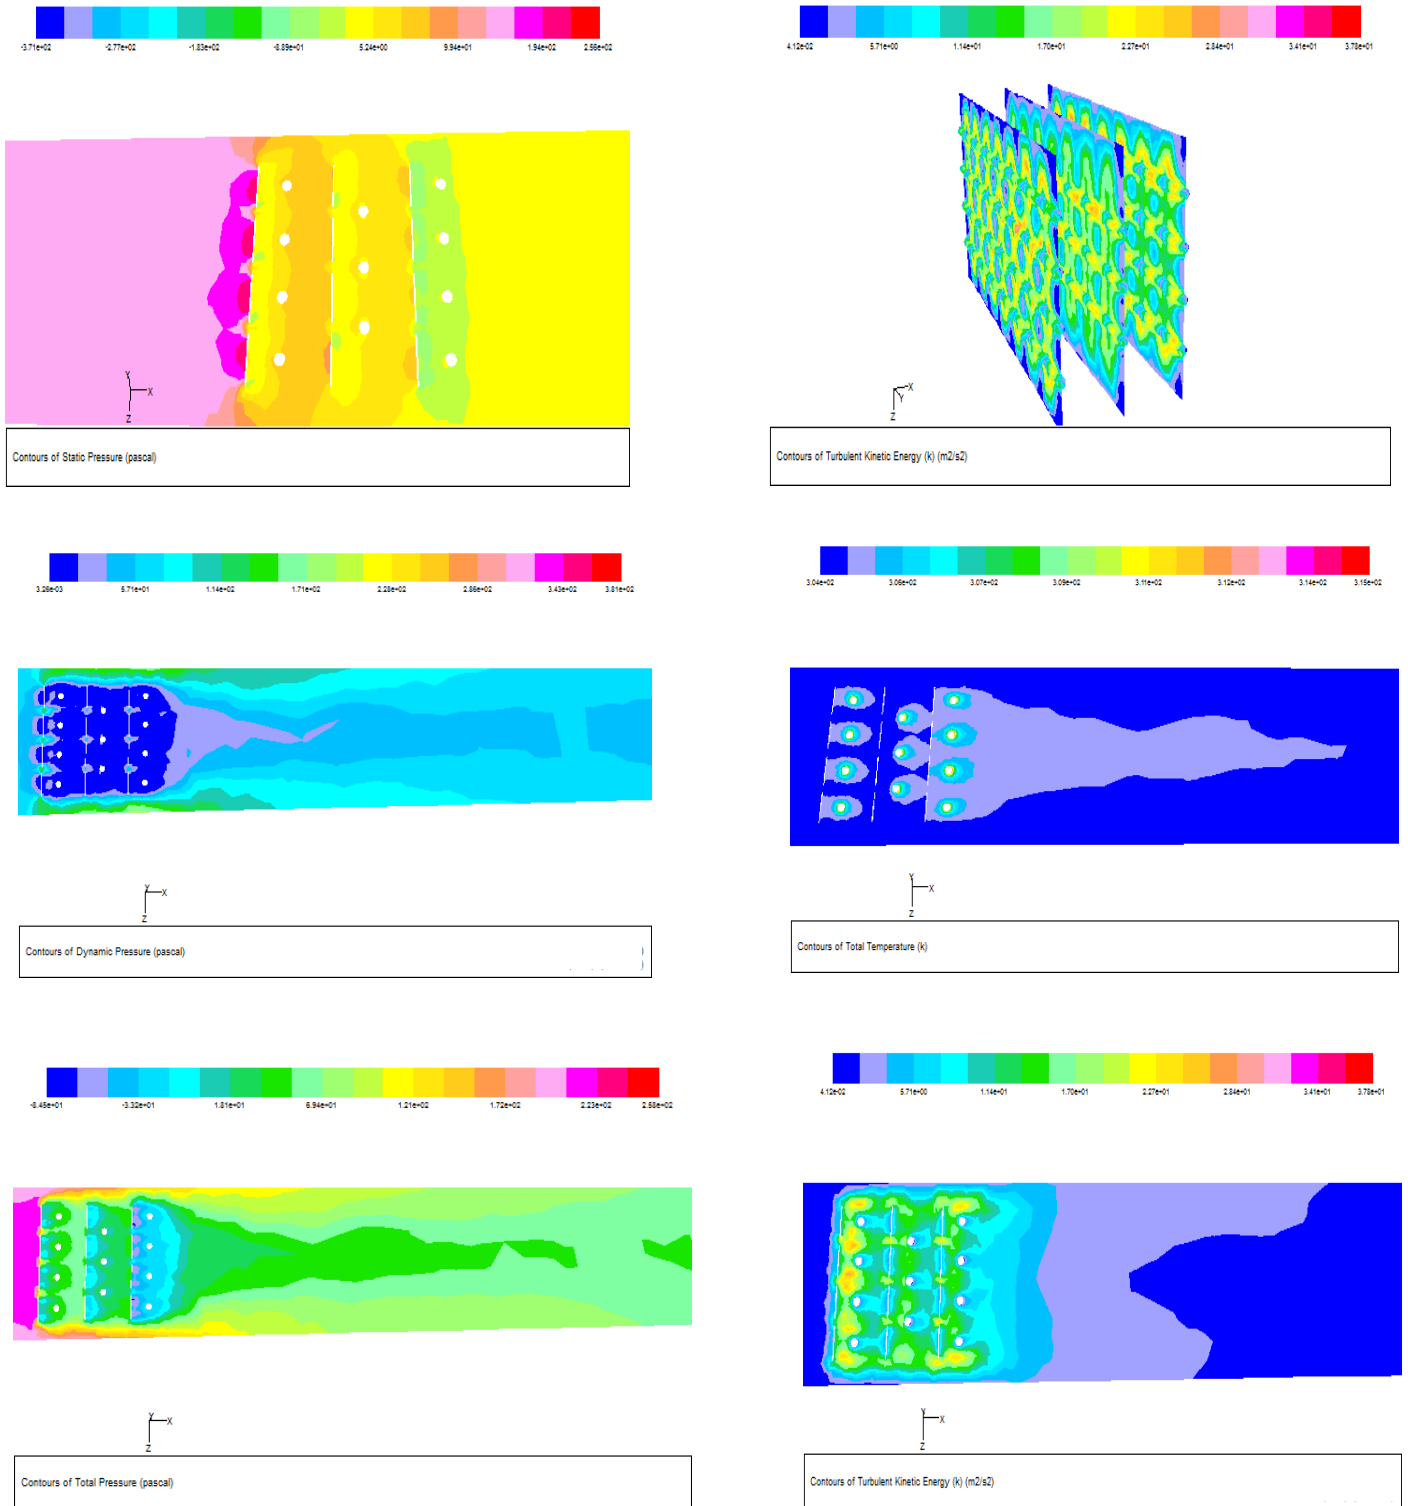 -3.71e+02 -2.77e+02 -1.83e+02 -8.89e+01 5.24e+00 9.94e+01 1.94e+02 2.56e+02
4.12e-02 5.71e+00 1.14e+01 1.70e+01 2.27e+01 2.84e+01 3.41e+01 3.78e+01
Y
X
Z
X
Y
Z
Contours of Static Pressure (pascal)
Contours of Turbulent Kinetic Energy (k) (m2/s2)
3.26e-03 5.71e+01 1.14e+02 1.71e+02 2.28e+02 2.86e+02 3.43e+02 3.81e+02
3.04e+02 3.06e+02 3.07e+02 3.09e+02 3.11e+02 3.12e+02 3.14e+02 3.15e+02
Y
X
Z
Y
X
Z
Contours of Dynamic Pressure (pascal)
Contours of Total Temperature (k)
-8.45e+01 -3.32e+01 1.81e+01 6.94e+01 1.21e+02 1.72e+02 2.23e+02 2.58e+02
4.12e-02 5.71e+00 1.14e+01 1.70e+01 2.27e+01 2.84e+01 3.41e+01 3.78e+01
Y
X
Z
Y
X
Z
Contours of Total Pressure (pascal)
Contours of Turbulent Kinetic Energy (k) (m2/s2)